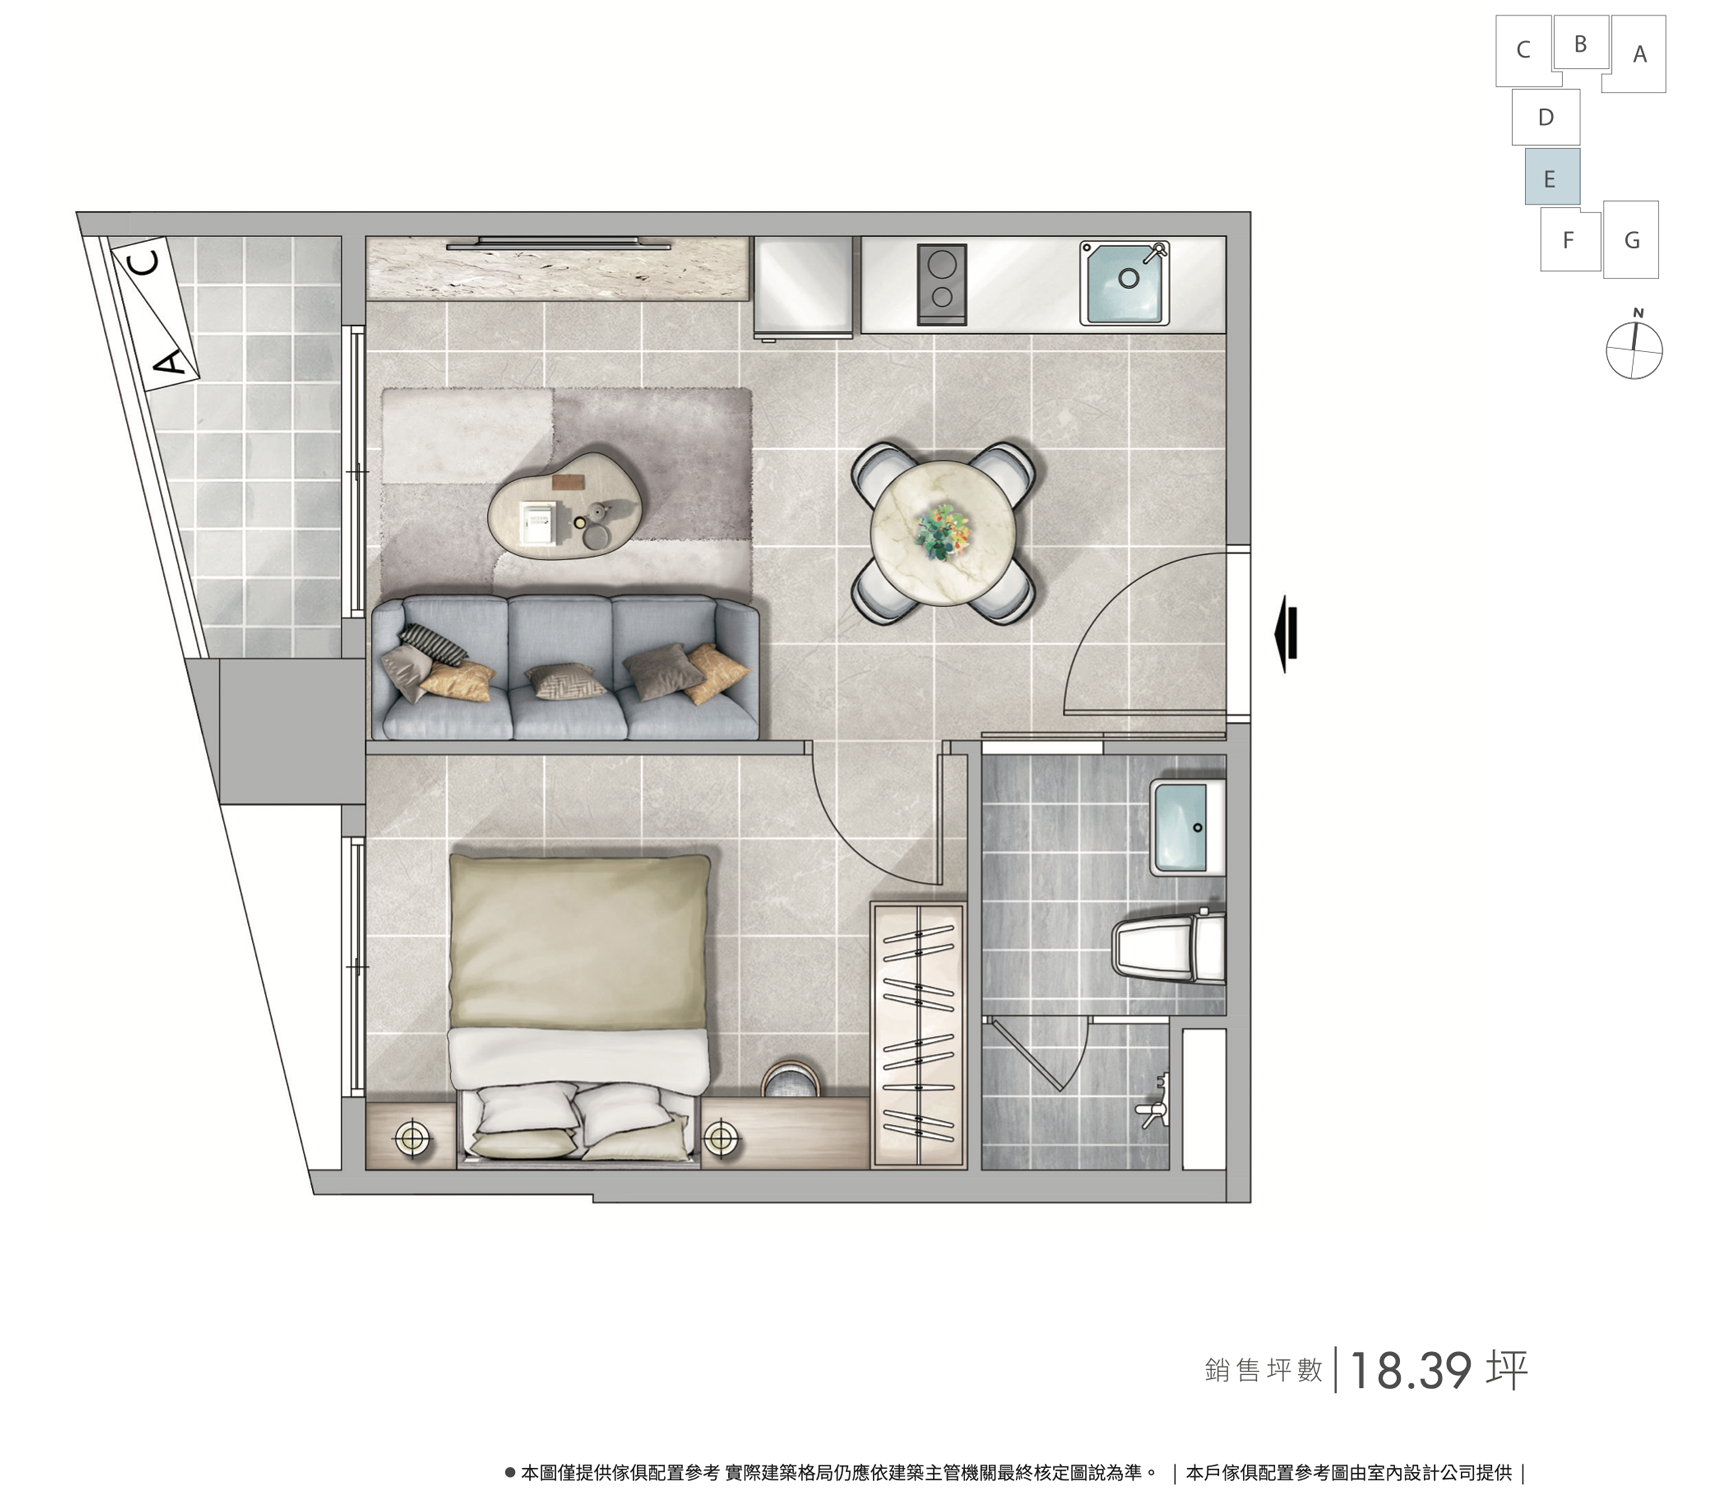 C
B
A
D
E
F
G
N
C
A
銷售坪數 | 18.39 坪
● 本圖僅提供傢俱配置參考 實際建築格局仍應依建築主管機關最終核定圖說為準。 | 本戶傢俱配置參考圖由室內設計公司提供 |